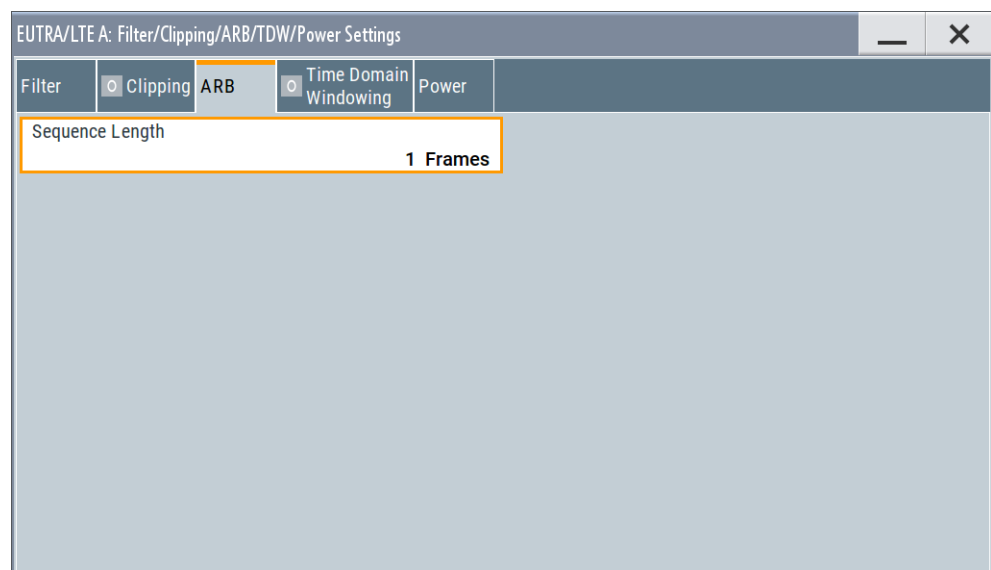 EUTRA/LTE A: Filter/Clipping/ARB/TDW/Power Settings
Filter
O Clipping
ARB
O Time Domain
Windowing
Power
Sequence Length
1 Frames